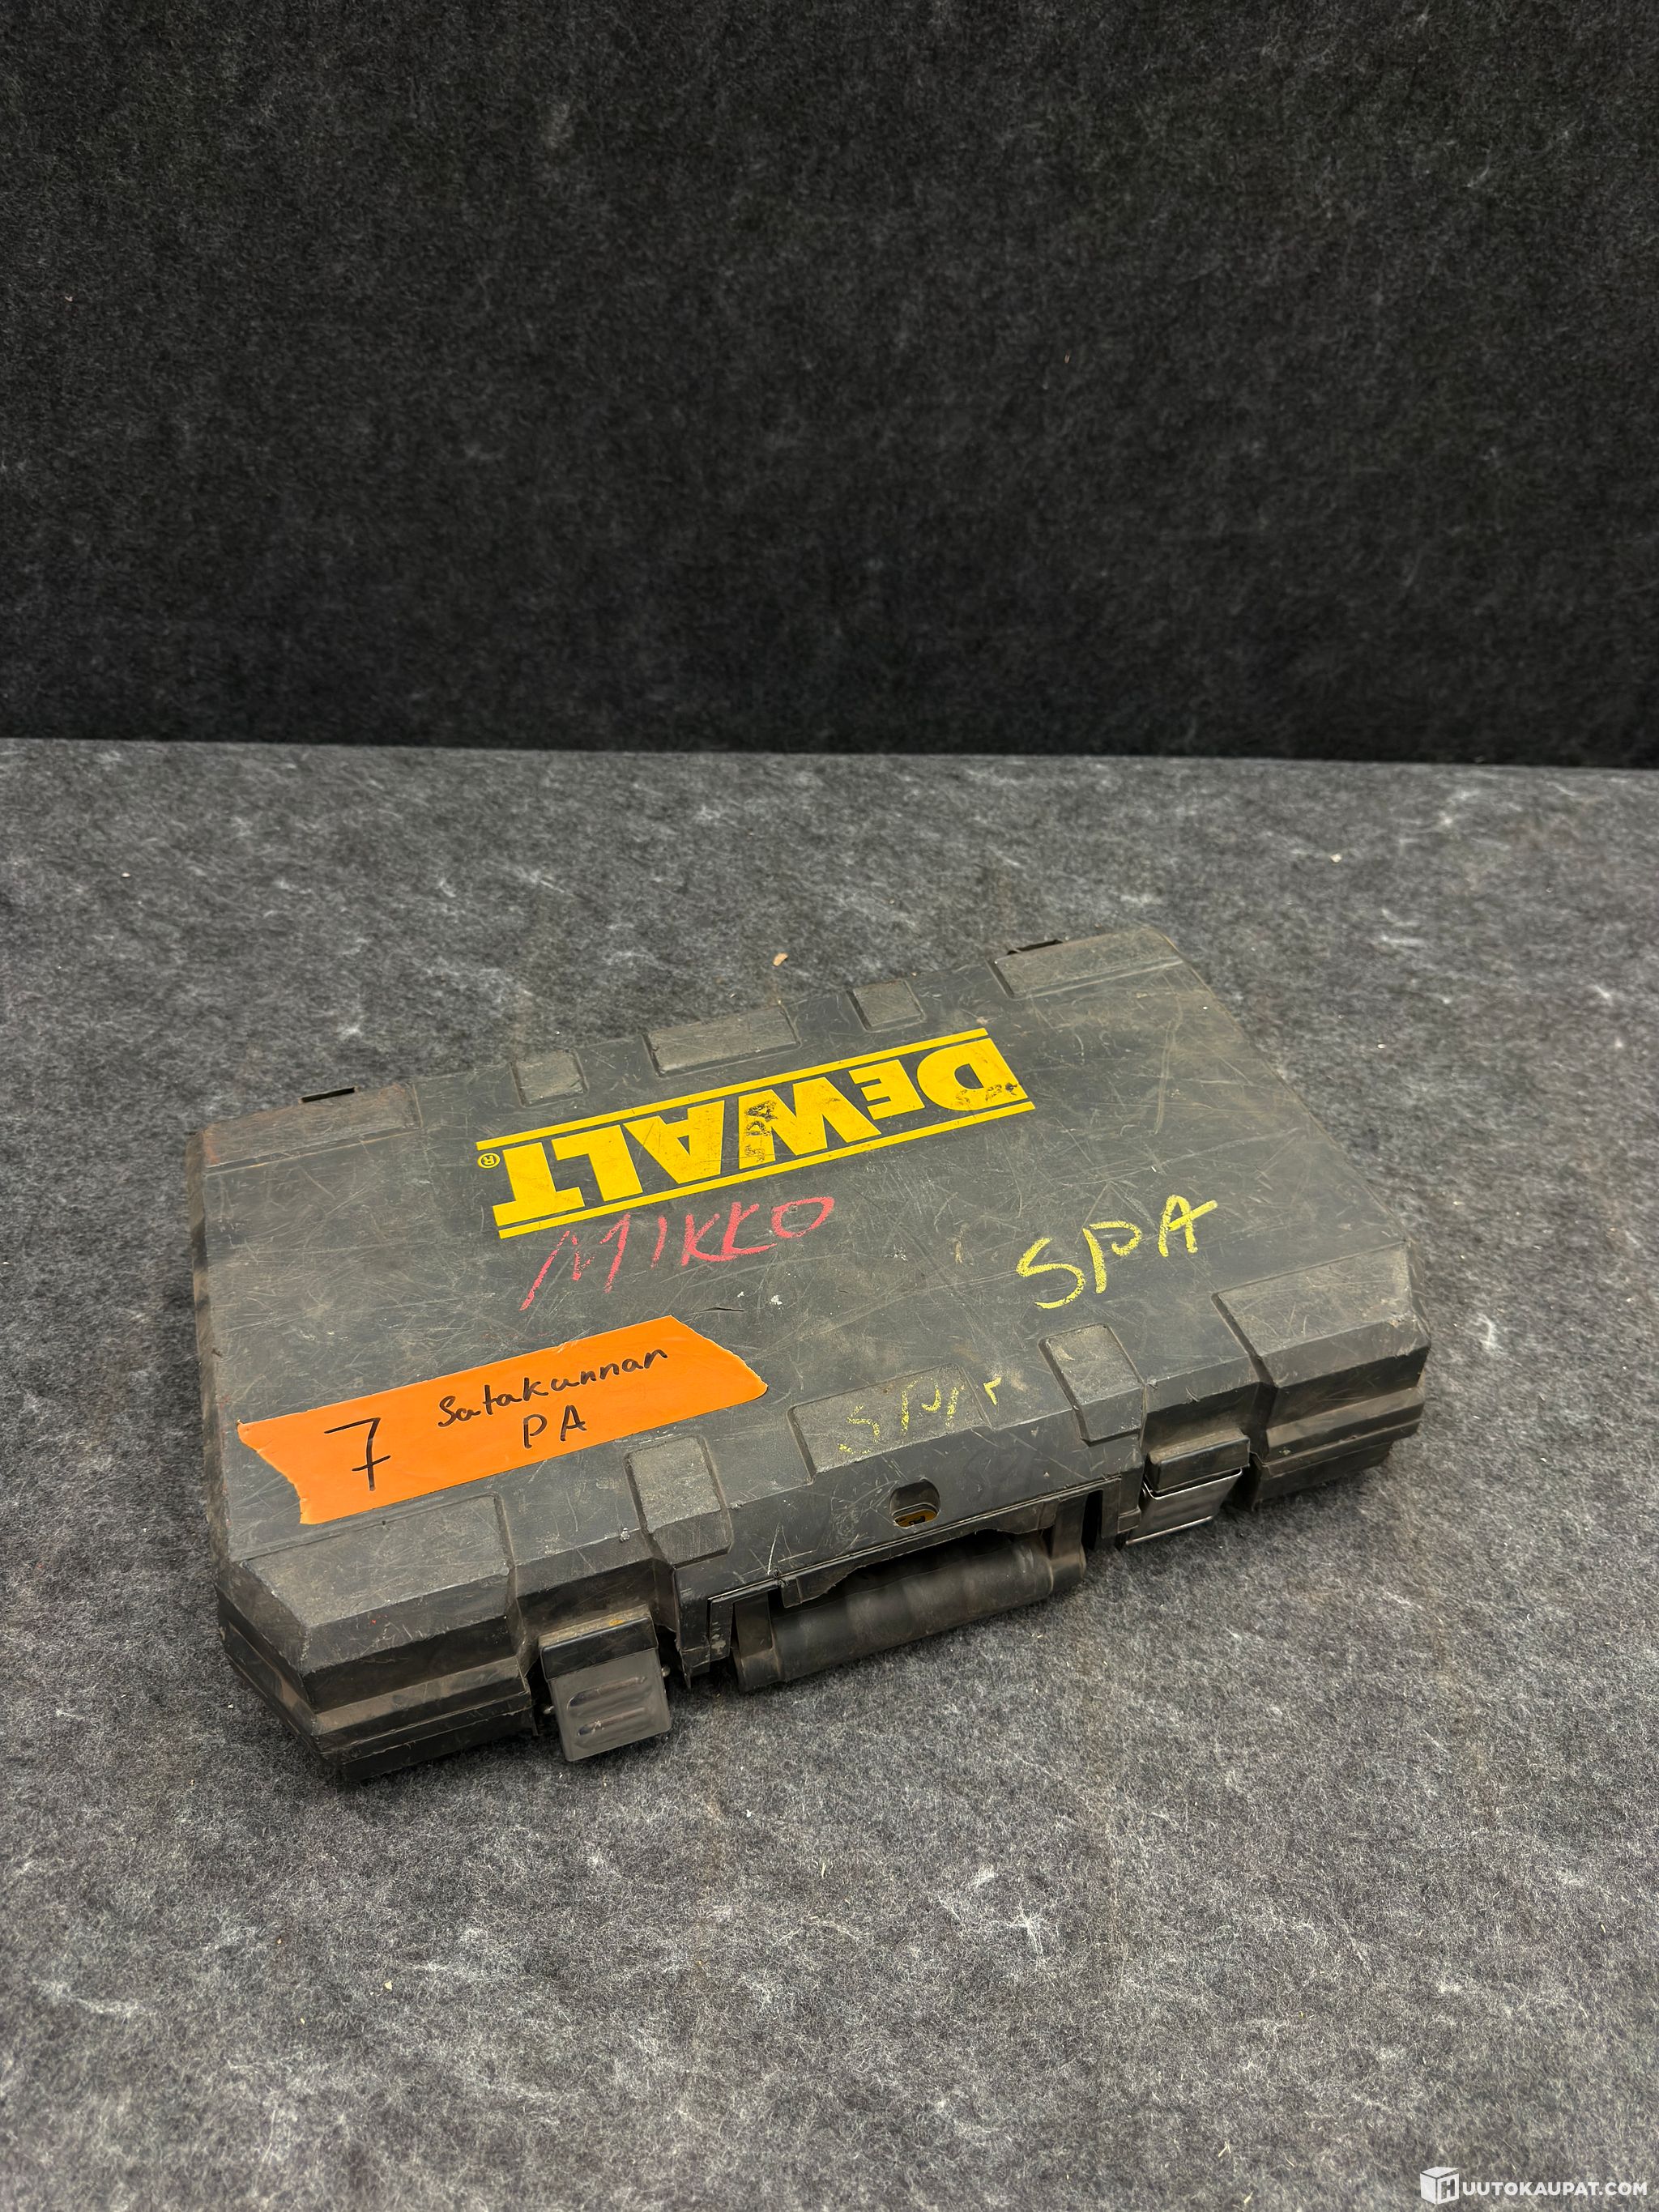 DEWALT®
MIKKO
SPA
7 Satakunnan
PA
HUUTOKAUPAT.COM